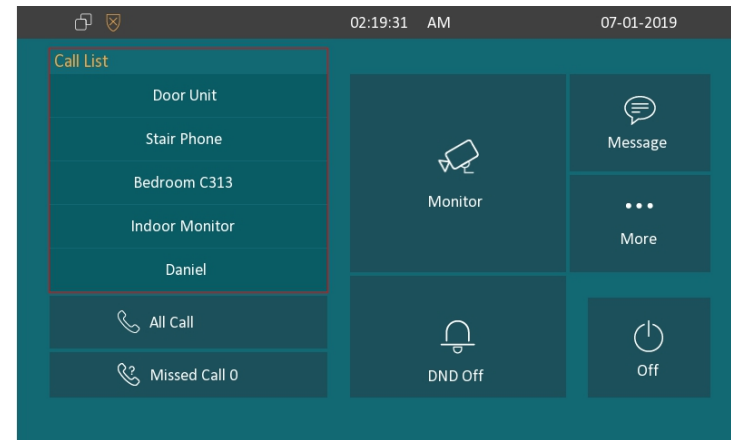 02:19:31 AM 07-01-2019
Call List
Door Unit
Stair Phone
Bedroom C313
Indoor Monitor
Daniel
All Call
Missed Call 0
Monitor
DND Off
Message
More
Off